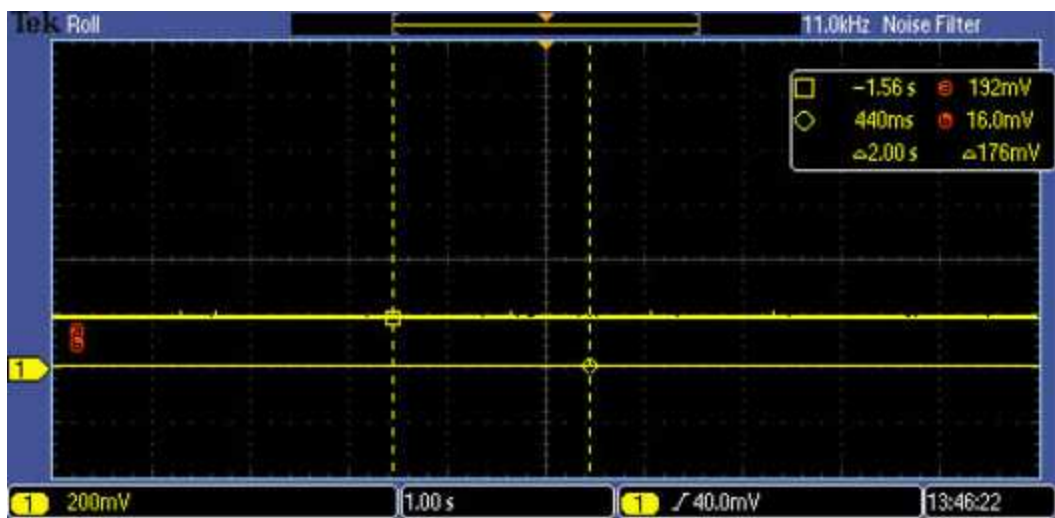 Tek Roll 11.0kHz Noise Filter
−1.56 s a 192mV
440ms b 16.0mV
△2.00 s △176mV
1
1 200mV 1.00 s 1 40.0mV 13:46:22